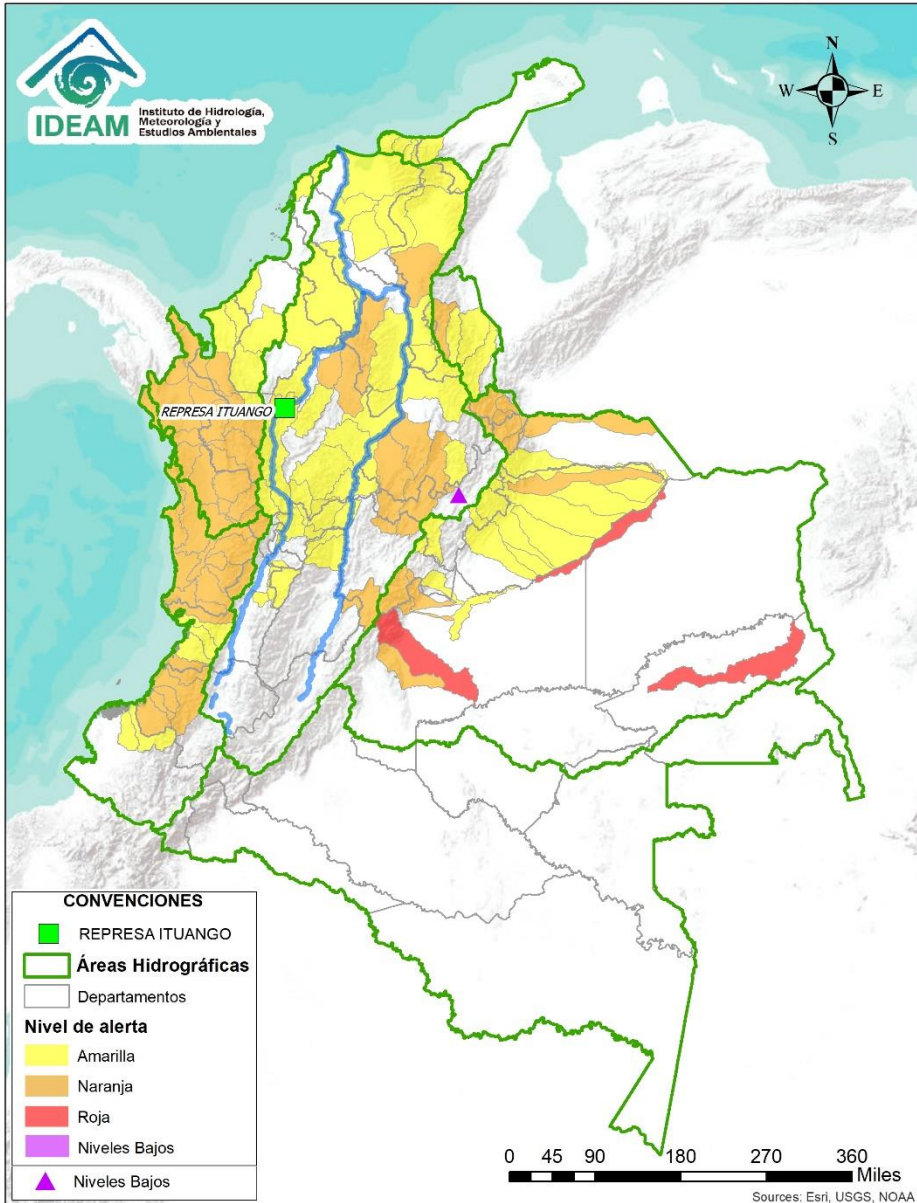 IDEAM
Instituto de Hidrología,
Meteorología y
Estudios Ambientales
N
W
E
S
REPRESA ITUANGO
CONVENCIONES
REPRESA ITUANGO
Áreas Hidrográficas
Departamentos
Nivel de alerta
Amarilla
Naranja
Roja
Niveles Bajos
Niveles Bajos
0 45 90 180 270 360
Miles
Sources: Esri, USGS, NOAA